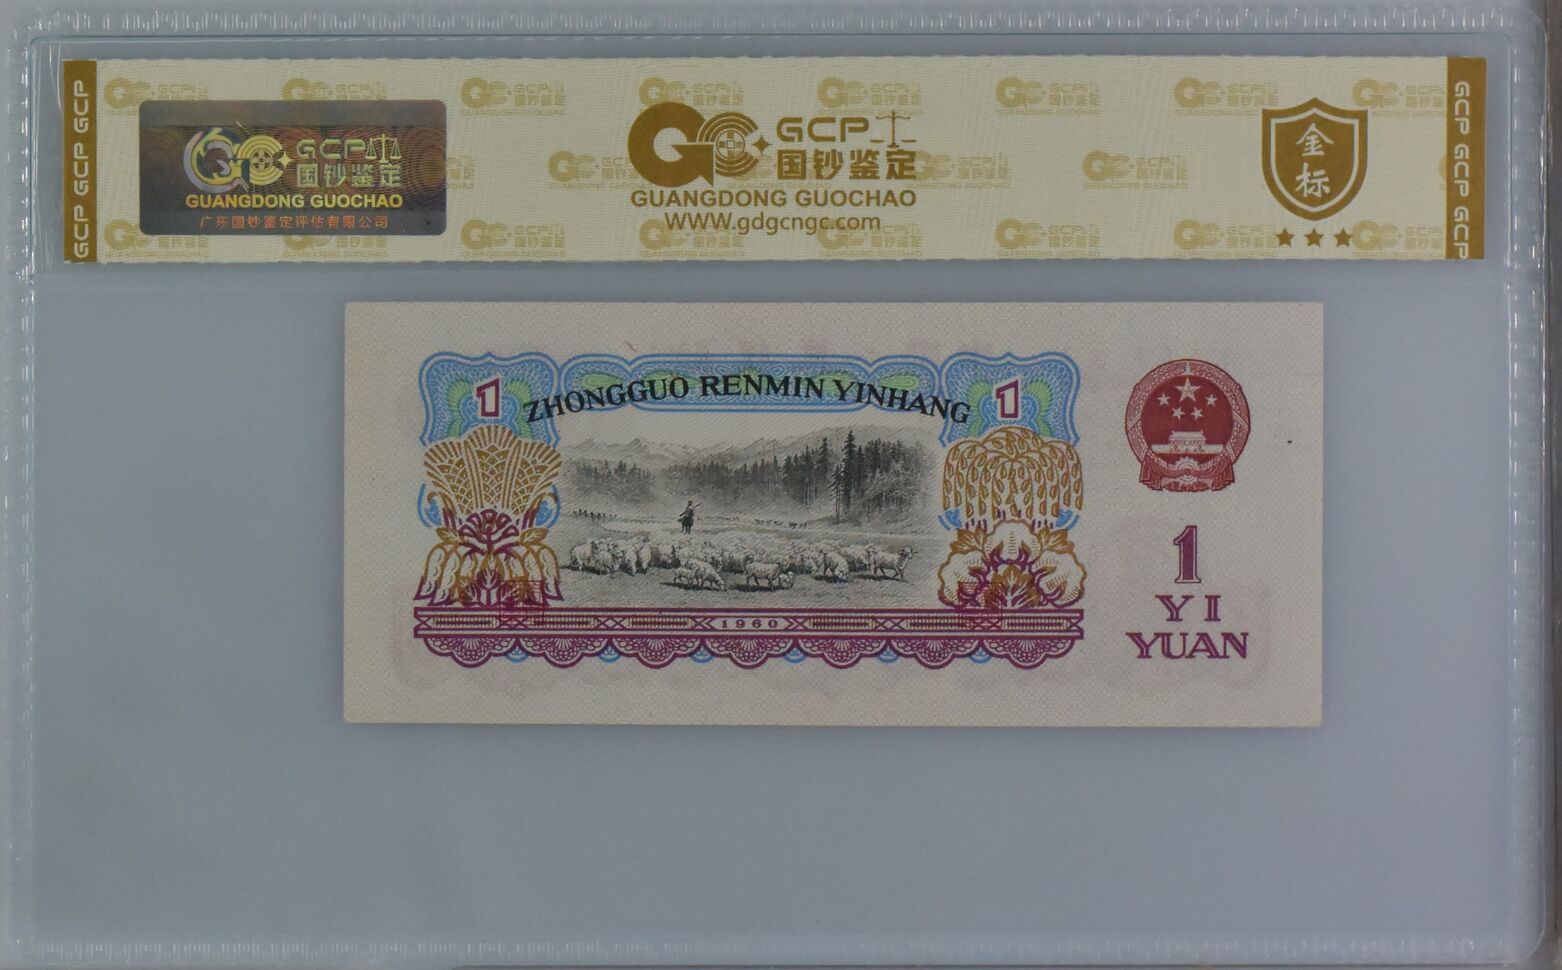 GCP GCP GCP
GCP
国钞鉴定
GUANGDONG GUOCHAO
广东国钞鉴定评估有限公司
GCP
国钞鉴定
GUANGDONG GUOCHAO
WWW.gdgcngc.com
金标
GCP GCP GCP
1
ZHONGGUO RENMIN YINHANG
1
1960
1
YI
YUAN